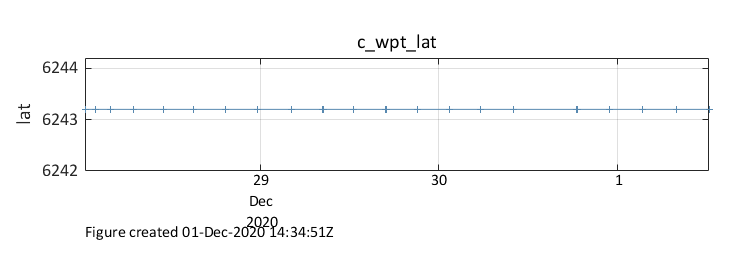 c_wpt_lat
6244
6243
6242
lat
29 30 1
Dec
2020
Figure created 01-Dec-2020 14:34:51Z